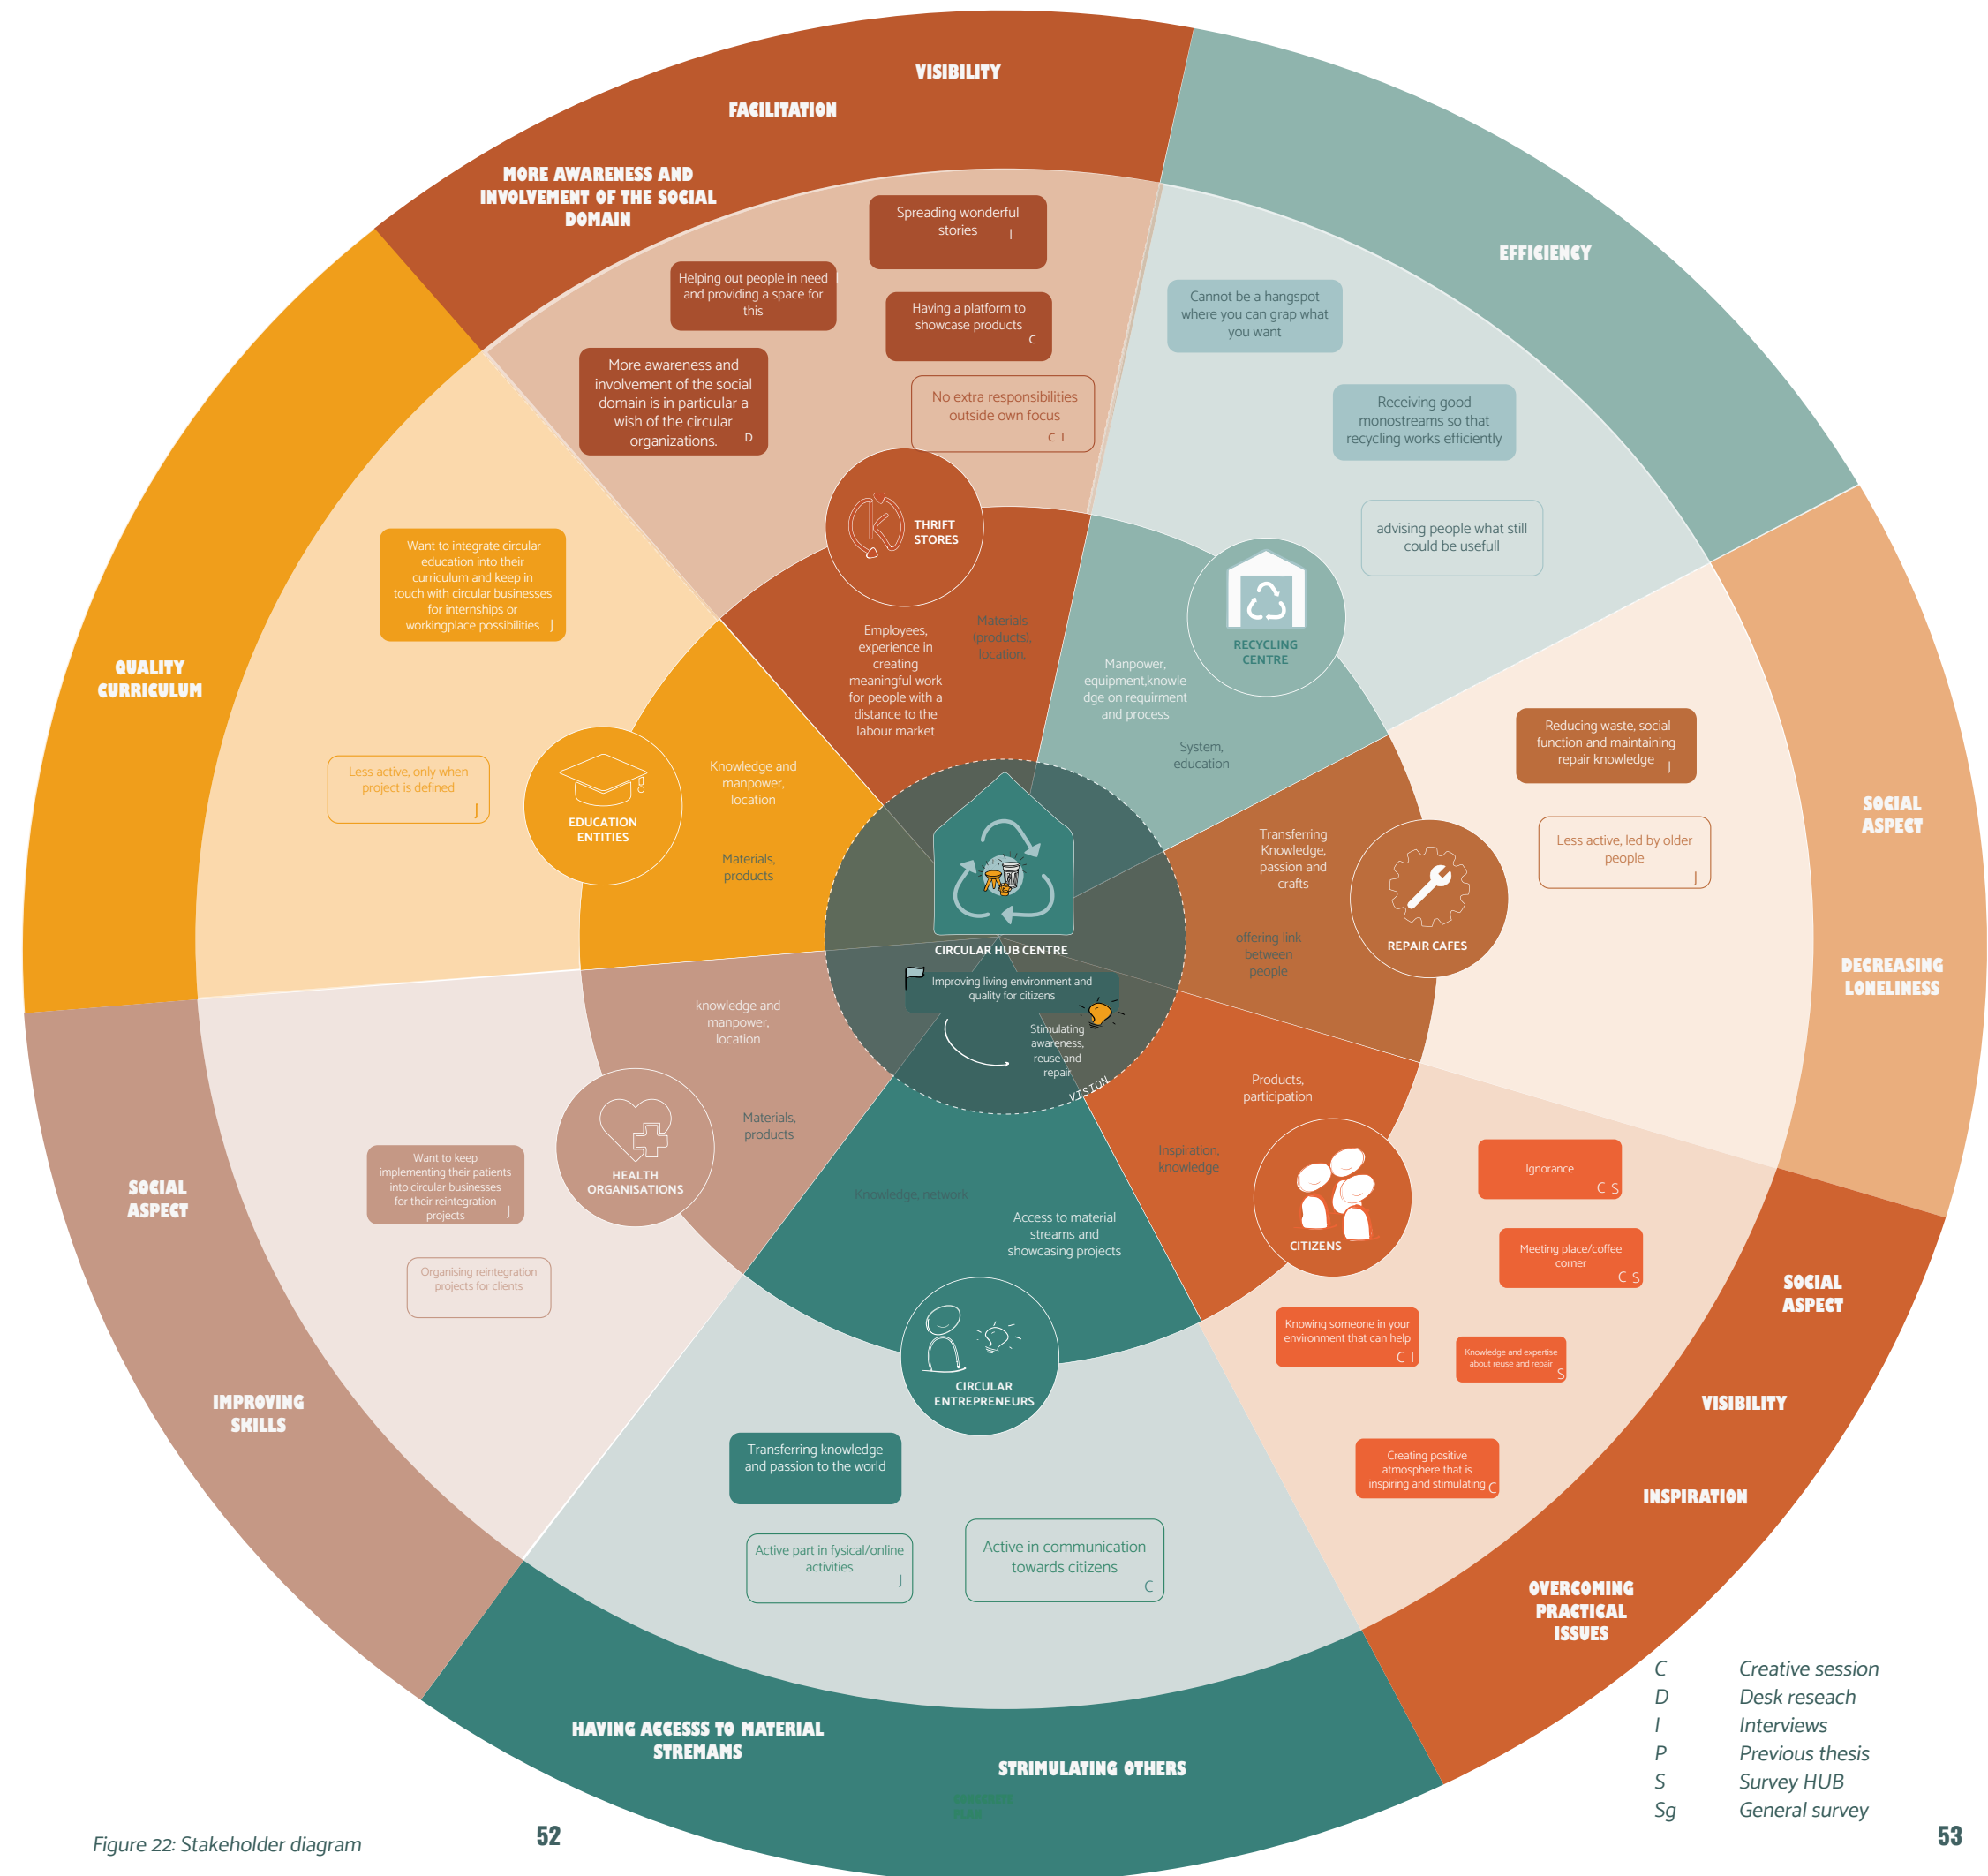 VISIBILITY
FACILITATION
MORE AWARENESS AND
INVOLVEMENT OF THE SOCIAL
DOMAIN
Spreading wonderful
stories I
Helping out people in need
and providing a space for
this
Having a platform to
showcase products
C
More awareness and
involvement of the social
domain is in particular a
wish of the circular
organizations. D
No extra responsibilities
outside own focus
C I
THRIFT
STORES
Employees,
experience in
creating
meaningful work
for people with a
distance to the
labour market
Materials
(products),
location,
EFFICIENCY
Cannot be a hangspot
where you can grap what
you want
Receiving good
monostreams so that
recycling works efficiently
advising people what still
could be usefull
RECYCLING
CENTRE
Manpower,
equipment,knowle
dge on requirment
and process
System,
education
SOCIAL
ASPECT
DECREASING
LONELINESS
Reducing waste, social
function and maintaining
repair knowledge J
Less active, led by older
people
J
REPAIR CAFES
Transferring
Knowledge,
passion and
crafts
offering link
between
people
SOCIAL
ASPECT
VISIBILITY
INSPIRATION
OVERCOMING
PRACTICAL
ISSUES
Ignorance
C S
Meeting place/coffee
corner
C S
Knowing someone in your
environment that can help
C I
Knowledge and expertise
about reuse and repair
S
Creating positive
atmosphere that is
inspiring and stimulating C
CITIZENS
Products,
participation
Inspiration,
knowledge
HAVING ACCESSS TO MATERIAL
STREMAMS
STRIMULATING OTHERS
Transferring knowledge
and passion to the world
Active part in fysical/online
activities
J
Active in communication
towards citizens
C
CIRCULAR
ENTREPRENEURS
Knowledge, network
Access to material
streams and
showcasing projects
SOCIAL
ASPECT
IMPROVING
SKILLS
Want to keep
implementing their patients
into circular businesses
for their reintegration
projects J
Organising reintegration
projects for clients
HEALTH
ORGANISATIONS
knowledge and
manpower,
location
Materials,
products
QUALITY
CURRICULUM
Want to integrate circular
education into their
curriculum and keep in
touch with circular businesses
for internships or
workingplace possibilities J
Less active, only when
project is defined
J
EDUCATION
ENTITIES
Knowledge and
manpower,
location
Materials,
products
CIRCULAR HUB CENTRE
Improving living environment and
quality for citizens
Stimulating
awareness,
reuse and
repair
VISION
C Creative session
D Desk reseach
I Interviews
P Previous thesis
S Survey HUB
Sg General survey
Figure 22: Stakeholder diagram
52
53